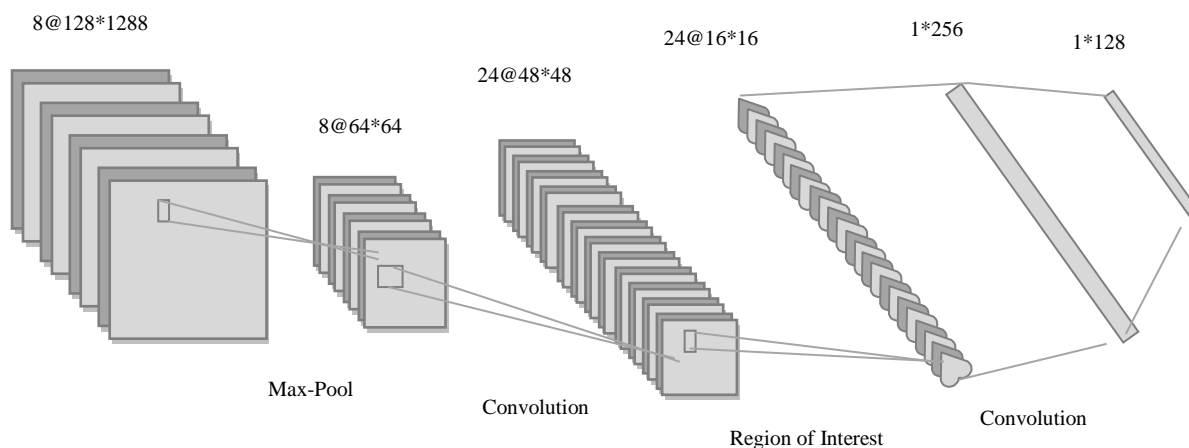 8@128*1288
8@64*64
24@48*48
24@16*16
1*256
1*128
Max-Pool
Convolution
Region of Interest
Convolution